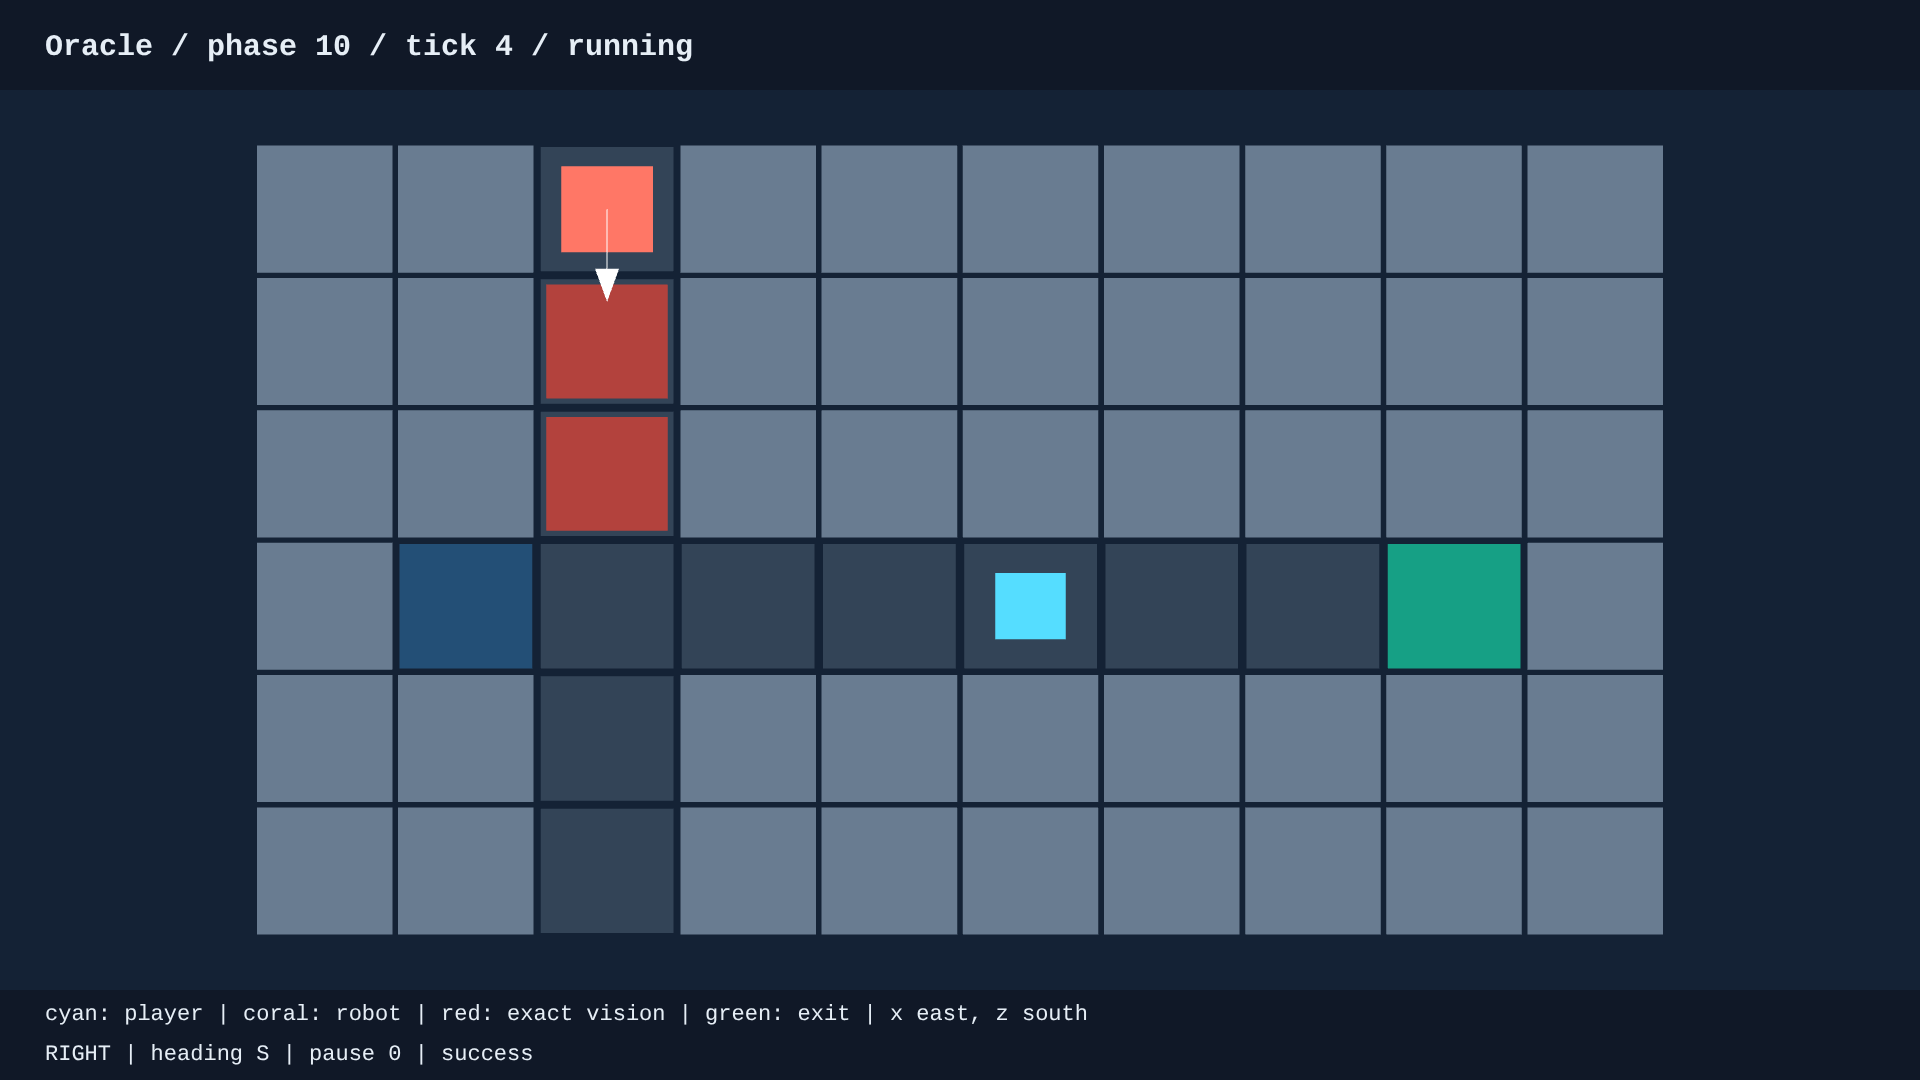 Oracle / phase 10 / tick 4 / running
cyan: player | coral: robot | red: exact vision | green: exit | x east, z south
RIGHT | heading S | pause 0 | success